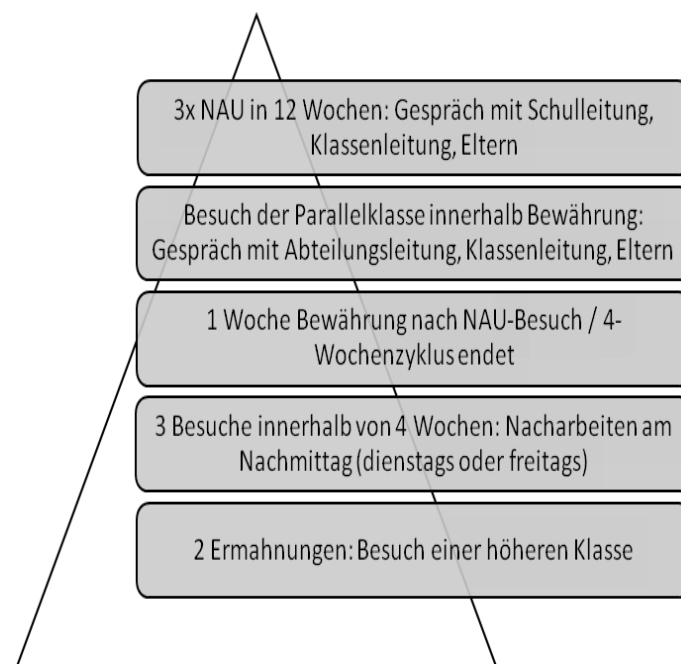 3x NAU in 12 Wochen: Gespräch mit Schulleitung,
Klassenleitung, Eltern
Besuch der Parallelklasse innerhalb Bewährung:
Gespräch mit Abteilungsleitung, Klassenleitung, Eltern
1 Woche Bewährung nach NAU-Besuch / 4-
Wochenzyklus endet
3 Besuche innerhalb von 4 Wochen: Nacharbeiten am
Nachmittag (dienstags oder freitags)
2 Ermahnungen: Besuch einer höheren Klasse